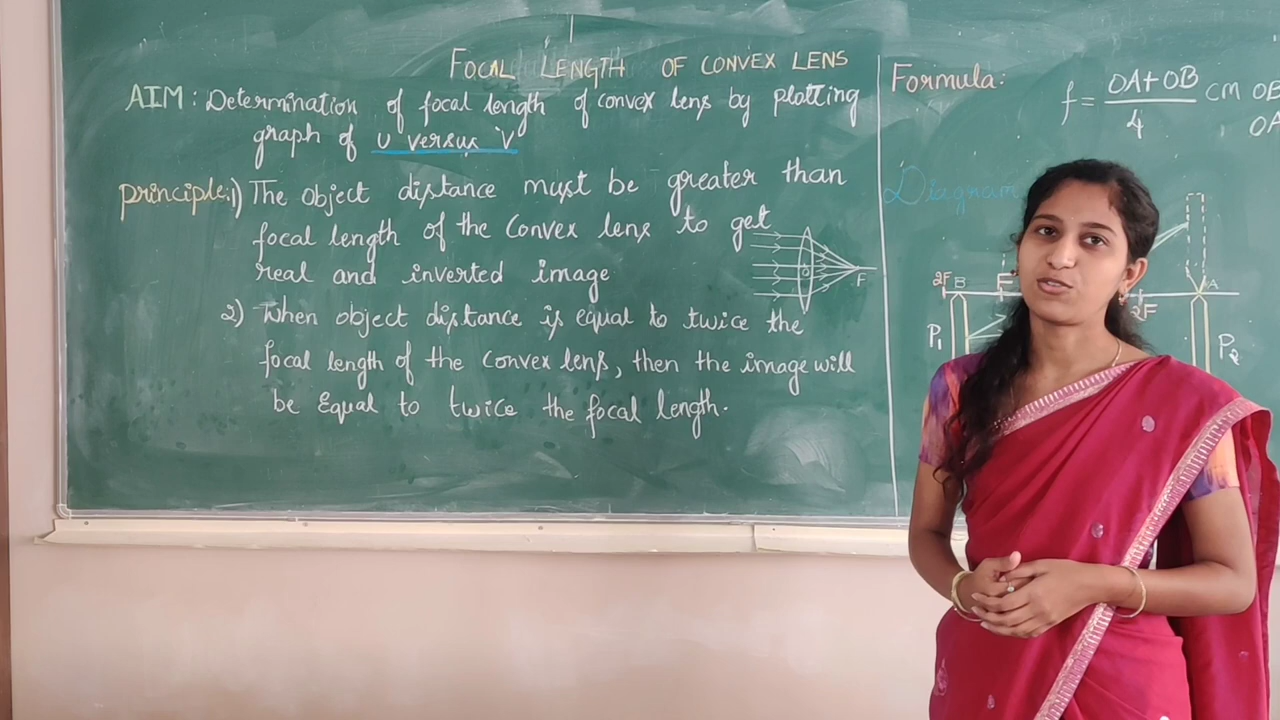 FOCAL LENGTH OF CONVEX LENS
AIM: Determination of focal length of convex lens by plotting
graph of U versus V
principle: 1) The object distance must be greater than
focal length of the Convex lens to get
real and inverted image
2) When object distance is equal to twice the
focal length of the Convex lens, then the image will
be Equal to twice the focal length.
F
Formula:
f = OA+OB / 4 cm OB
OA
Diagram
2F B F 2F A
P1 P2